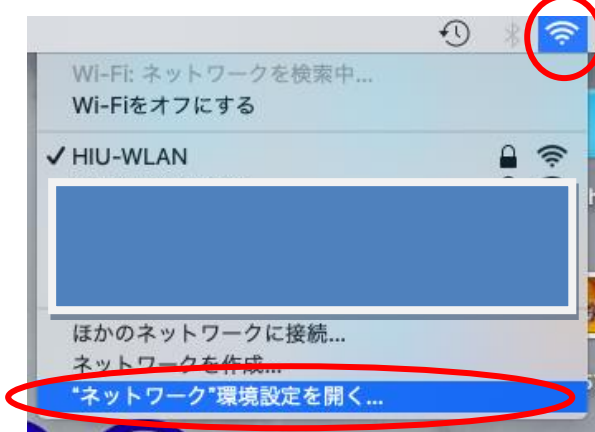 Wi-Fi: ネットワークを検索中...
Wi-Fiをオフにする
✓ HIU-WLAN
ほかのネットワークに接続...
ネットワークを作成...
“ネットワーク”環境設定を開く...